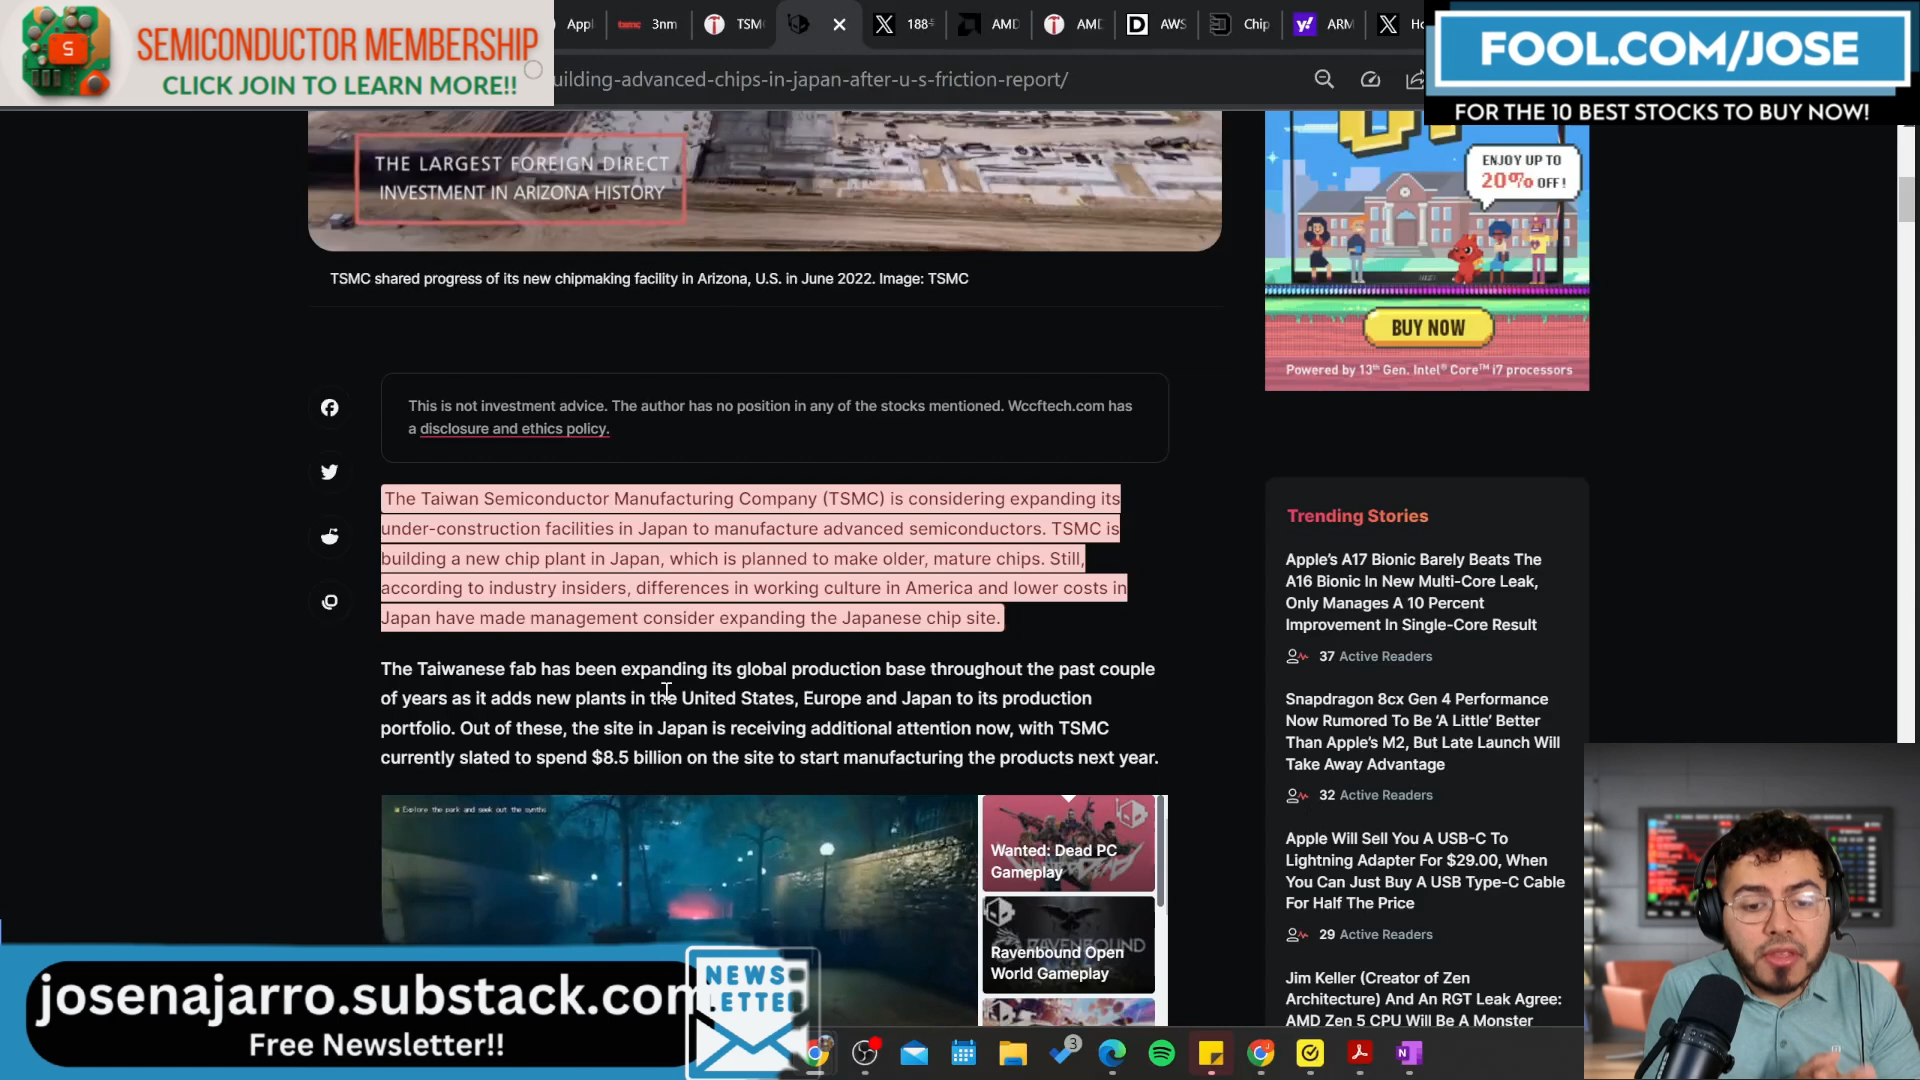 SEMICONDUCTOR MEMBERSHIP
CLICK JOIN TO LEARN MORE!!
S
Appl
tsmc 3nm
TSM
188
AMD
AMD
D AWS
Chip
y! ARM
Ho
uilding-advanced-chips-in-japan-after-u-s-friction-report/
FOOL.COM/JOSE
FOR THE 10 BEST STOCKS TO BUY NOW!
THE LARGEST FOREIGN DIRECT
INVESTMENT IN ARIZONA HISTORY
TSMC shared progress of its new chipmaking facility in Arizona, U.S. in June 2022. Image: TSMC
This is not investment advice. The author has no position in any of the stocks mentioned. Wccftech.com has
a disclosure and ethics policy.
The Taiwan Semiconductor Manufacturing Company (TSMC) is considering expanding its
under-construction facilities in Japan to manufacture advanced semiconductors. TSMC is
building a new chip plant in Japan, which is planned to make older, mature chips. Still,
according to industry insiders, differences in working culture in America and lower costs in
Japan have made management consider expanding the Japanese chip site.
The Taiwanese fab has been expanding its global production base throughout the past couple
of years as it adds new plants in the United States, Europe and Japan to its production
portfolio. Out of these, the site in Japan is receiving additional attention now, with TSMC
currently slated to spend $8.5 billion on the site to start manufacturing the products next year.
Explore the park and seek out the synths
Wanted: Dead PC
Gameplay
RAVENBOUND
Ravenbound Open
World Gameplay
ENJOY UP TO
20% OFF!
BUY NOW
Powered by 13th Gen. Intel® Core™ i7 processors
Trending Stories
Apple's A17 Bionic Barely Beats The
A16 Bionic In New Multi-Core Leak,
Only Manages A 10 Percent
Improvement In Single-Core Result
37 Active Readers
Snapdragon 8cx Gen 4 Performance
Now Rumored To Be 'A Little' Better
Than Apple's M2, But Late Launch Will
Take Away Advantage
32 Active Readers
Apple Will Sell You A USB-C To
Lightning Adapter For $29.00, When
You Can Just Buy A USB Type-C Cable
For Half The Price
29 Active Readers
Jim Keller (Creator of Zen
Architecture) And An RGT Leak Agree:
AMD Zen 5 CPU Will Be A Monster
josenajarro.substack.com
Free Newsletter!!
NEWS
LETTER
3